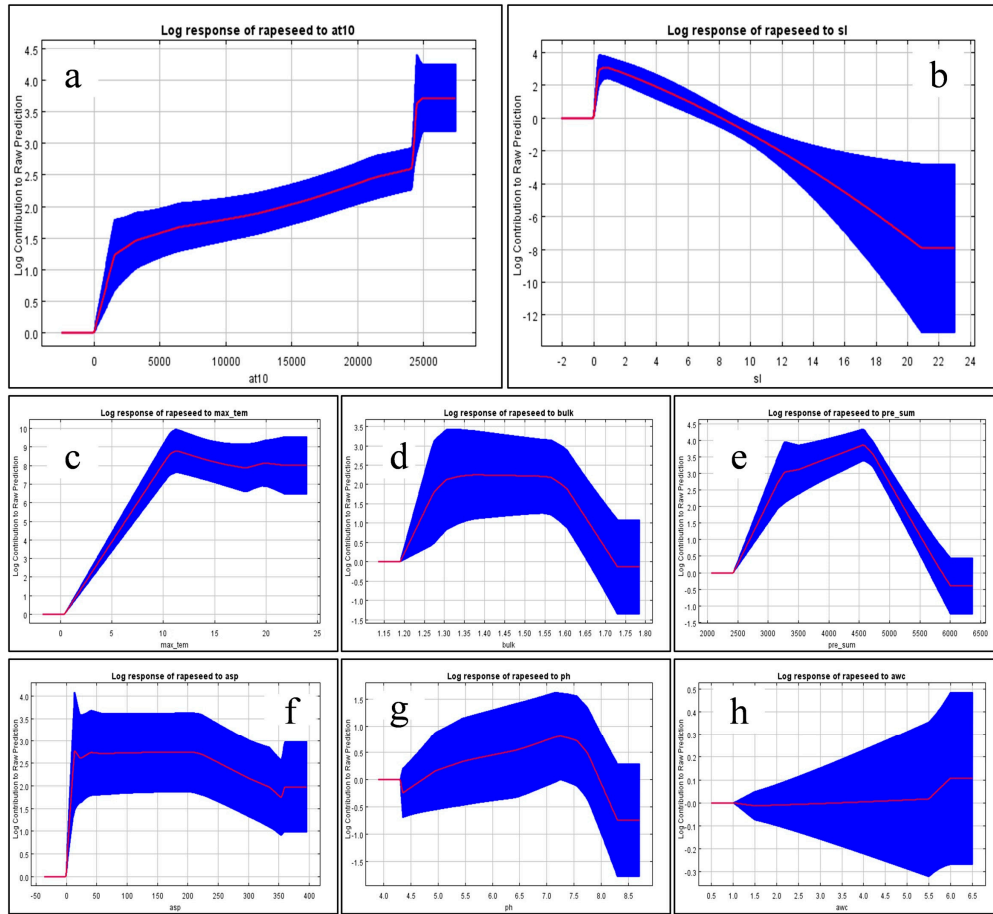 Log response of rapeseed to at10
a
Log Contribution to Raw Prediction
4.5
4.0
3.5
3.0
2.5
2.0
1.5
1.0
0.5
0.0
0 5000 10000 15000 20000 25000
at10
Log response of rapeseed to sl
b
Log Contribution to Raw Prediction
4
2
0
-2
-4
-6
-8
-10
-12
-2 0 2 4 6 8 10 12 14 16 18 20 22 24
sl
Log response of rapeseed to max_tem
c
Log Contribution to Raw Prediction
10
9
8
7
6
5
4
3
2
1
0
0 5 10 15 20 25
max_tem
Log response of rapeseed to bulk
d
Log Contribution to Raw Prediction
3.5
3.0
2.5
2.0
1.5
1.0
0.5
0.0
-0.5
-1.0
-1.5
1.15 1.20 1.25 1.30 1.35 1.40 1.45 1.50 1.55 1.60 1.65 1.70 1.75 1.80
bulk
Log response of rapeseed to pre_sum
e
Log Contribution to Raw Prediction
4.5
4.0
3.5
3.0
2.5
2.0
1.5
1.0
0.5
0.0
-0.5
-1.0
-1.5
2000 2500 3000 3500 4000 4500 5000 5500 6000 6500
pre_sum
Log response of rapeseed to asp
f
Log Contribution to Raw Prediction
4.0
3.5
3.0
2.5
2.0
1.5
1.0
0.5
0.0
-50 0 50 100 150 200 250 300 350 400
asp
Log response of rapeseed to ph
g
Log Contribution to Raw Prediction
1.5
1.0
0.5
0.0
-0.5
-1.0
-1.5
4.0 4.5 5.0 5.5 6.0 6.5 7.0 7.5 8.0 8.5
ph
Log response of rapeseed to awc
h
Log Contribution to Raw Prediction
0.5
0.4
0.3
0.2
0.1
0.0
-0.1
-0.2
-0.3
0.5 1.0 1.5 2.0 2.5 3.0 3.5 4.0 4.5 5.0 5.5 6.0 6.5
awc